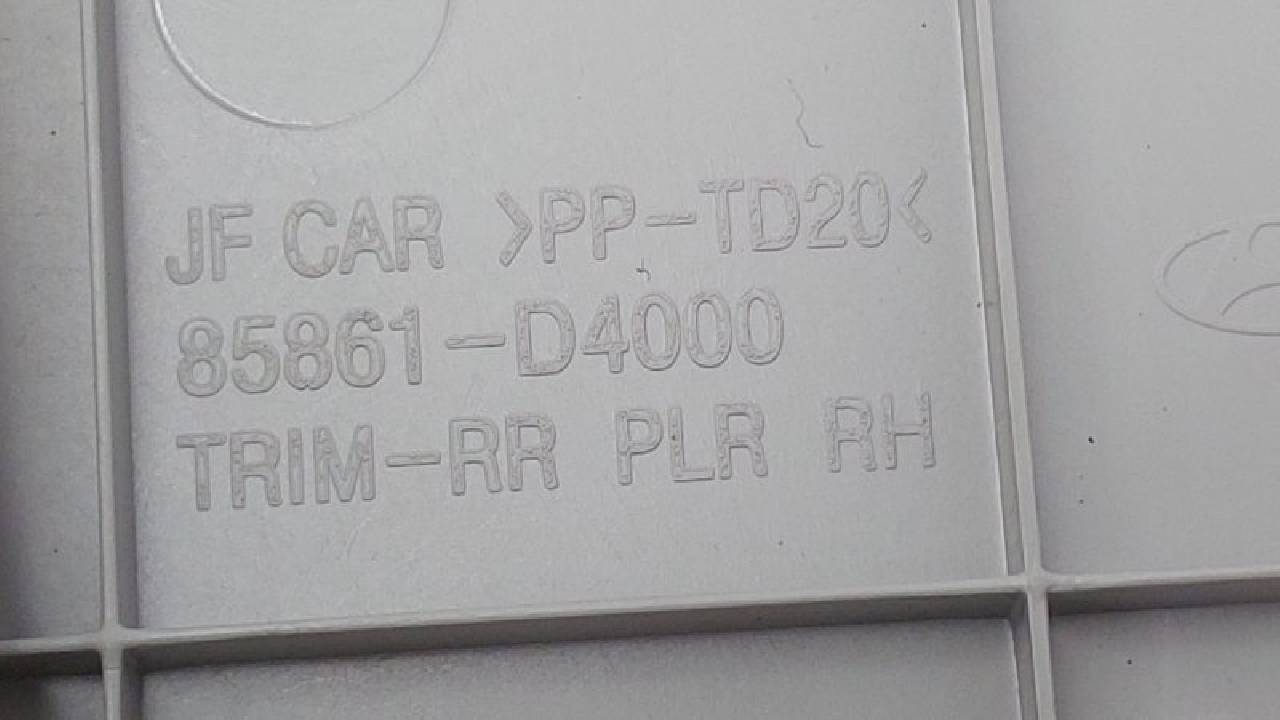 JF CAR >PP-TD20<
85861-D4000
TRIM-RR PLR RH